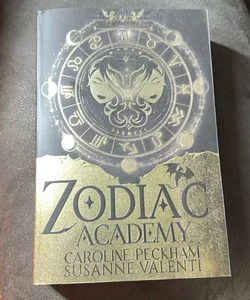 ZODIAC
ACADEMY
CAROLINE PECKHAM
SUSANNE VALENTI